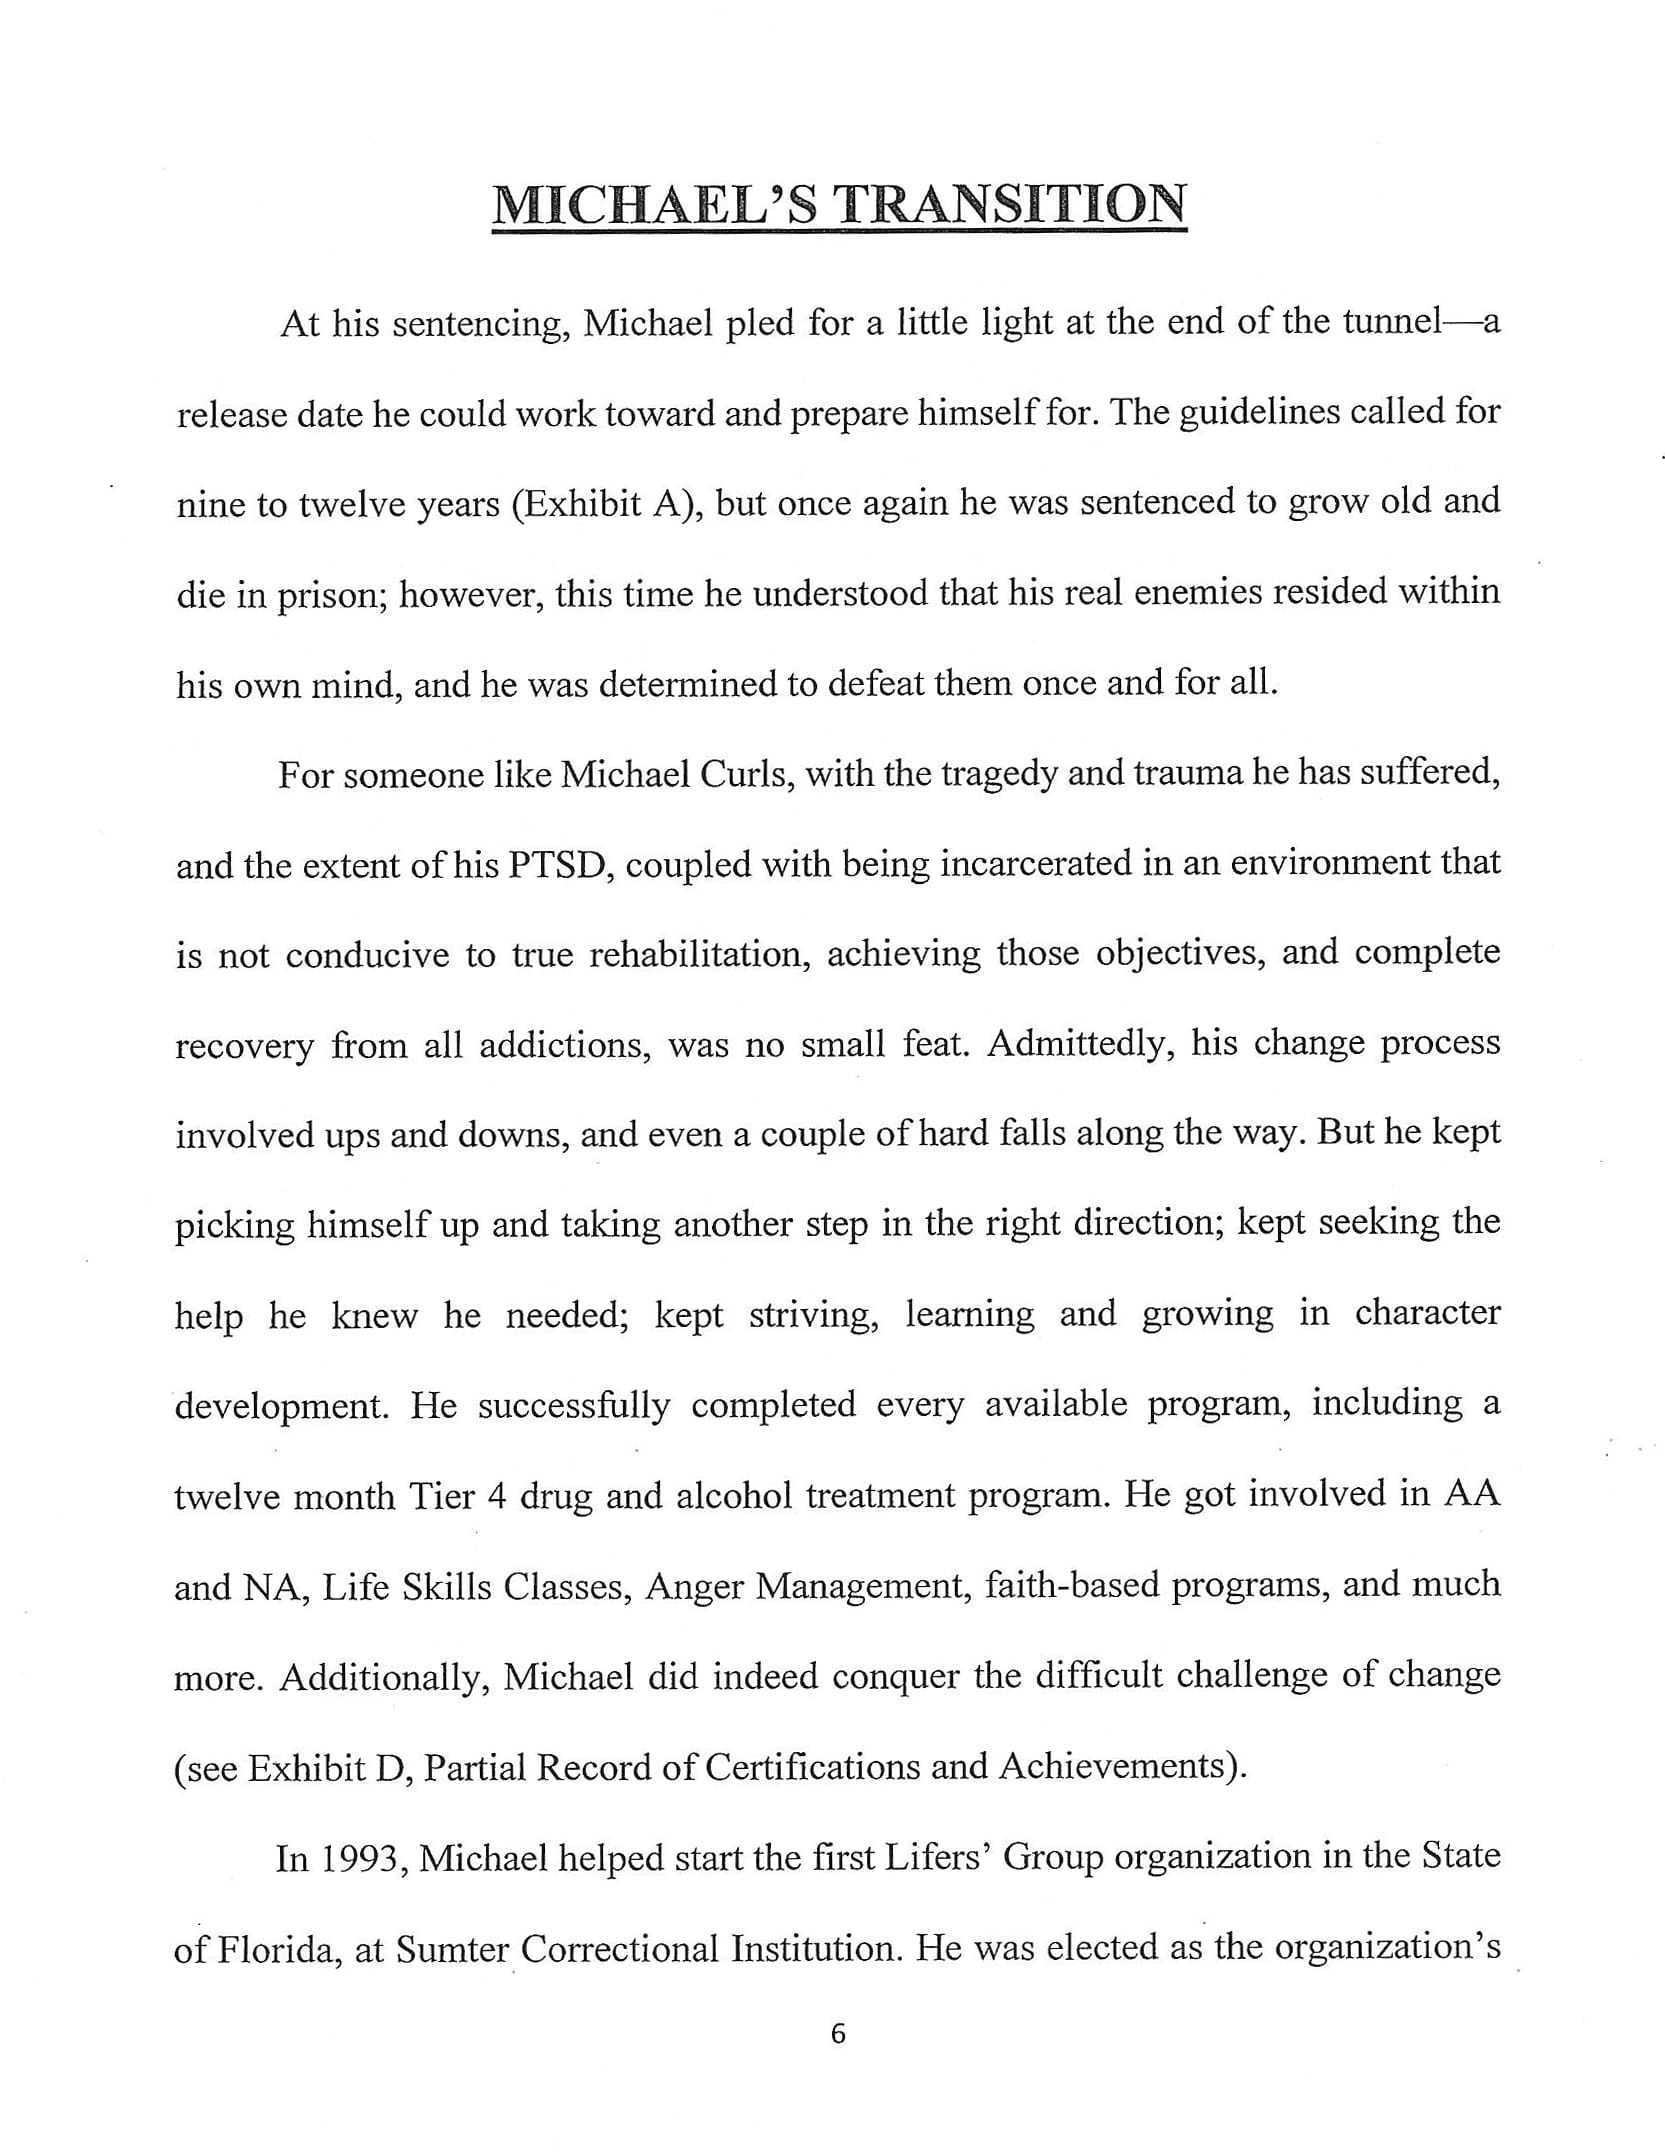 MICHAEL’S TRANSITION
At his sentencing, Michael pled for a little light at the end of the tunnel—a
release date he could work toward and prepare himself for. The guidelines called for
nine to twelve years (Exhibit A), but once again he was sentenced to grow old and
die in prison; however, this time he understood that his real enemies resided within
his own mind, and he was determined to defeat them once and for all.
For someone like Michael Curls, with the tragedy and trauma he has suffered,
and the extent of his PTSD, coupled with being incarcerated in an environment that
is not conducive to true rehabilitation, achieving those objectives, and complete
recovery from all addictions, was no small feat. Admittedly, his change process
involved ups and downs, and even a couple of hard falls along the way. But he kept
picking himself up and taking another step in the right direction; kept seeking the
help he knew he needed; kept striving, learning and growing in character
development. He successfully completed every available program, including a
twelve month Tier 4 drug and alcohol treatment program. He got involved in AA
and NA, Life Skills Classes, Anger Management, faith-based programs, and much
more. Additionally, Michael did indeed conquer the difficult challenge of change
(see Exhibit D, Partial Record of Certifications and Achievements).
In 1993, Michael helped start the first Lifers’ Group organization in the State
of Florida, at Sumter Correctional Institution. He was elected as the organization’s
6